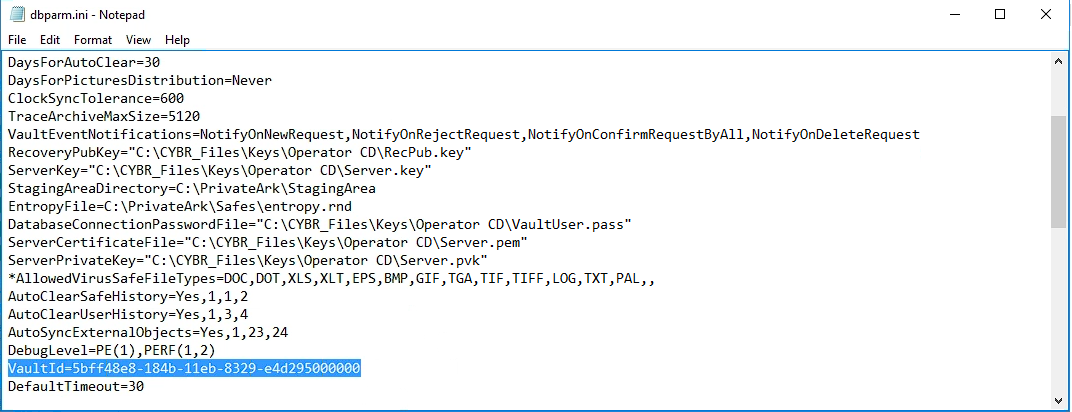 dbparm.ini - Notepad
File Edit Format View Help
DaysForAutoClear=30
DaysForPicturesDistribution=Never
ClockSyncTolerance=600
TraceArchiveMaxSize=5120
VaultEventNotifications=NotifyOnNewRequest,NotifyOnRejectRequest,NotifyOnConfirmRequestByAll,NotifyOnDeleteRequest
RecoveryPubKey="C:\CYBR_Files\Keys\Operator CD\RecPub.key"
ServerKey="C:\CYBR_Files\Keys\Operator CD\Server.key"
StagingAreaDirectory=C:\PrivateArk\StagingArea
EntropyFile=C:\PrivateArk\Safes\entropy.rnd
DatabaseConnectionPasswordFile="C:\CYBR_Files\Keys\Operator CD\VaultUser.pass"
ServerCertificateFile="C:\CYBR_Files\Keys\Operator CD\Server.pem"
ServerPrivateKey="C:\CYBR_Files\Keys\Operator CD\Server.pvk"
*AllowedVirusSafeFileTypes=DOC,DOT,XLS,XLT,EPS,BMP,GIF,TGA,TIF,TIFF,LOG,TXT,PAL,,
AutoClearSafeHistory=Yes,1,1,2
AutoClearUserHistory=Yes,1,3,4
AutoSyncExternalObjects=Yes,1,23,24
DebugLevel=PE(1),PERF(1,2)
VaultId=5bff48e8-184b-11eb-8329-e4d295000000
DefaultTimeout=30